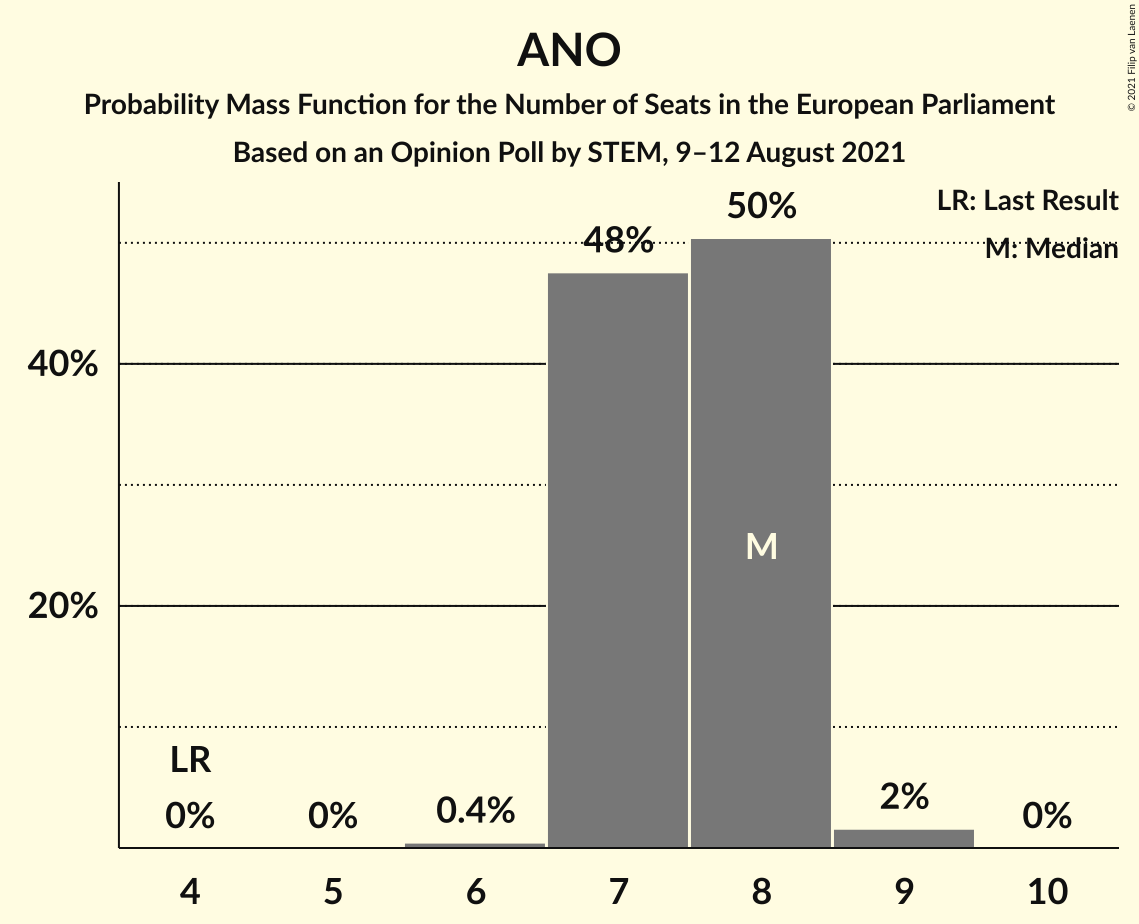 © 2021 Filip van Laenen
ANO
Probability Mass Function for the Number of Seats in the European Parliament
Based on an Opinion Poll by STEM, 9–12 August 2021
LR: Last Result
M: Median
50%
48%
40%
M
20%
LR
0%
0%
0.4%
2%
0%
4
5
6
7
8
9
10